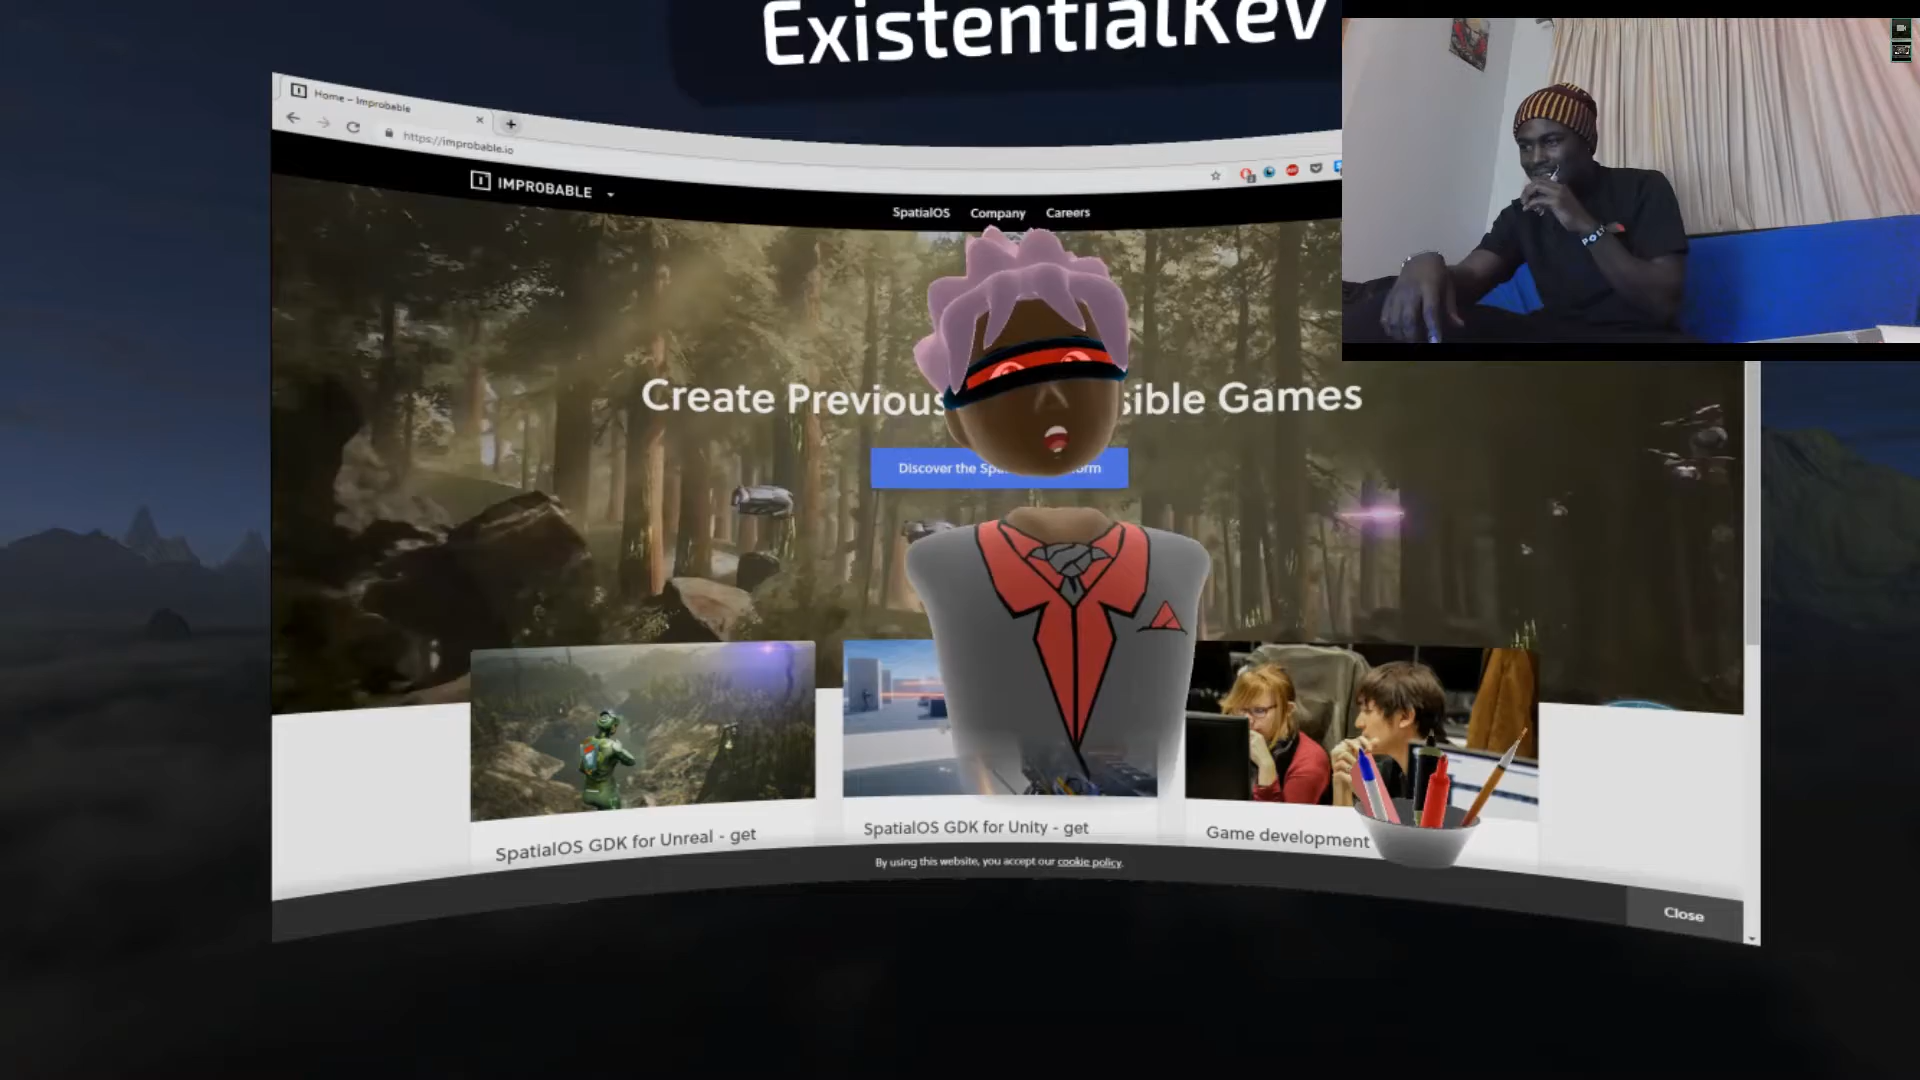 ExistentialKev
Home – Improbable
https://improbable.io
IMPROBABLE
SpatialOS Company Careers
Create Previous sible Games
Discover the Spa orm
SpatialOS GDK for Unreal - get
SpatialOS GDK for Unity - get
Game development
By using this website, you accept our cookie policy.
Close
POLY